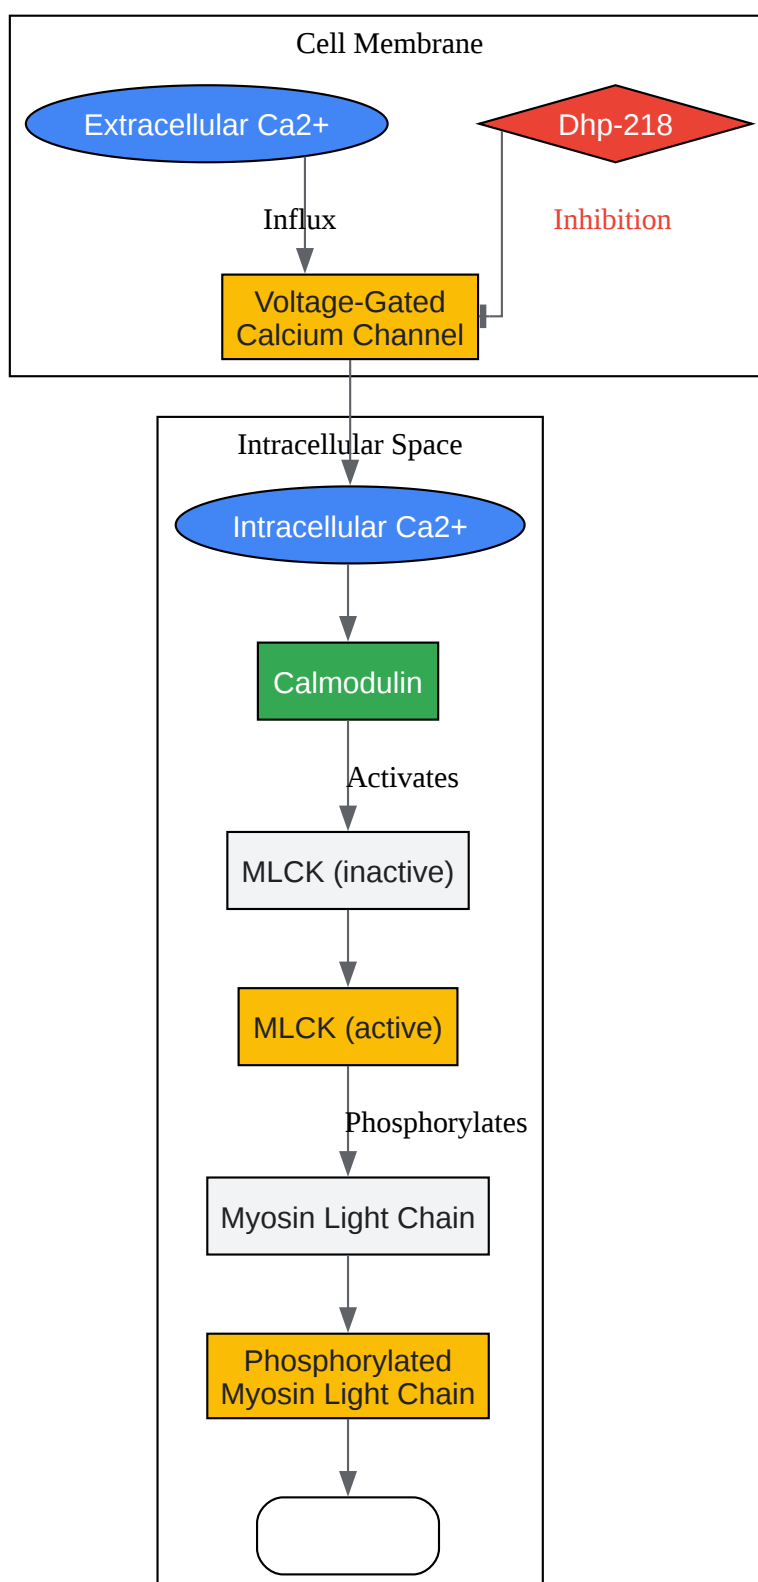 Cell Membrane
Extracellular Ca2+
Dhp-218
Influx
Inhibition
Voltage-Gated
Calcium Channel
Intracellular Space
Intracellular Ca2+
Calmodulin
Activates
MLCK (inactive)
MLCK (active)
Phosphorylates
Myosin Light Chain
Phosphorylated
Myosin Light Chain